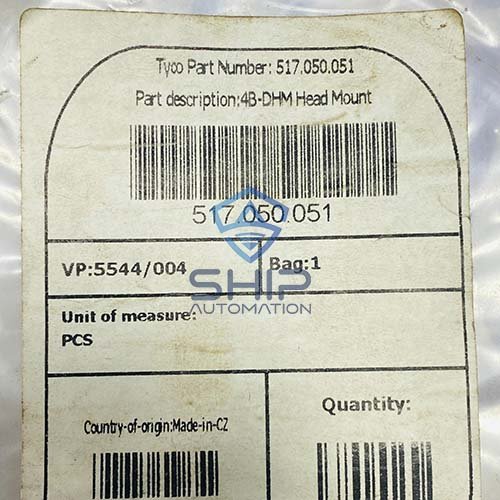 Tyco Part Number: 517.050.051
Part description:4B-DHM Head Mount
517.050.051
VP:5544/004
Bag:1
SHIP
AUTOMATION
Unit of measure:
PCS
Country-of-origin:Made-in-CZ
Quantity: